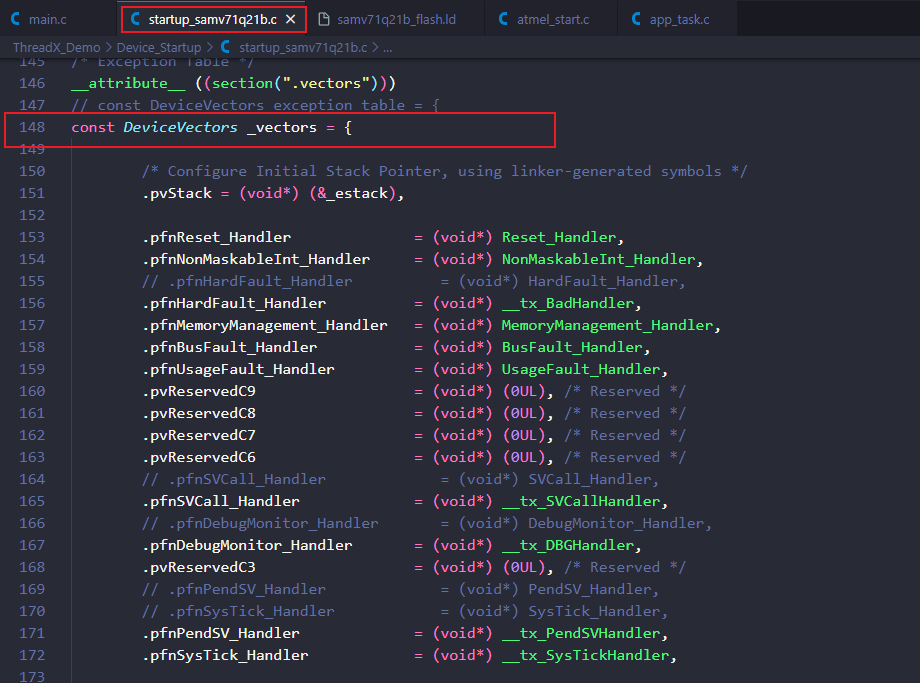 main.c startup_samv71q21b.c × samv71q21b_flash.ld atmel_start.c app_task.c
ThreadX_Demo > Device_Startup > startup_samv71q21b.c > ...
145 /* Exception Table */
146 __attribute__ ((section(".vectors")))
147 // const DeviceVectors exception_table = {
148 const DeviceVectors _vectors = {
149
150 /* Configure Initial Stack Pointer, using linker-generated symbols */
151 .pvStack = (void*) (&_estack),
152
153 .pfnReset_Handler = (void*) Reset_Handler,
154 .pfnNonMaskableInt_Handler = (void*) NonMaskableInt_Handler,
155 // .pfnHardFault_Handler = (void*) HardFault_Handler,
156 .pfnHardFault_Handler = (void*) __tx_BadHandler,
157 .pfnMemoryManagement_Handler = (void*) MemoryManagement_Handler,
158 .pfnBusFault_Handler = (void*) BusFault_Handler,
159 .pfnUsageFault_Handler = (void*) UsageFault_Handler,
160 .pvReservedC9 = (void*) (0UL), /* Reserved */
161 .pvReservedC8 = (void*) (0UL), /* Reserved */
162 .pvReservedC7 = (void*) (0UL), /* Reserved */
163 .pvReservedC6 = (void*) (0UL), /* Reserved */
164 // .pfnSVCall_Handler = (void*) SVCall_Handler,
165 .pfnSVCall_Handler = (void*) __tx_SVCallHandler,
166 // .pfnDebugMonitor_Handler = (void*) DebugMonitor_Handler,
167 .pfnDebugMonitor_Handler = (void*) __tx_DBGHandler,
168 .pvReservedC3 = (void*) (0UL), /* Reserved */
169 // .pfnPendSV_Handler = (void*) PendSV_Handler,
170 // .pfnSysTick_Handler = (void*) SysTick_Handler,
171 .pfnPendSV_Handler = (void*) __tx_PendSVHandler,
172 .pfnSysTick_Handler = (void*) __tx_SysTickHandler,
173